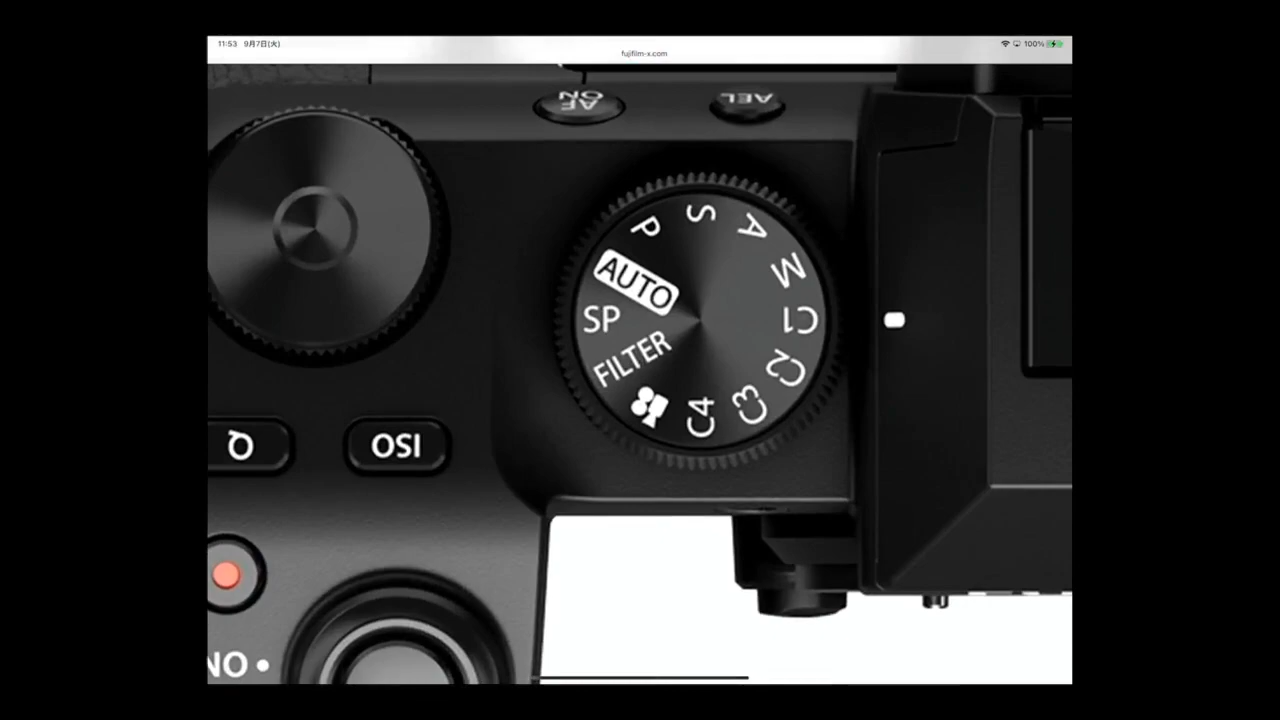 11:53 9月7日(火)
100%
fujifilm-x.com
AF
ON
AEL
P
S
A
M
C1
C2
C3
C4
FILTER
SP
AUTO
Q
ISO
ON